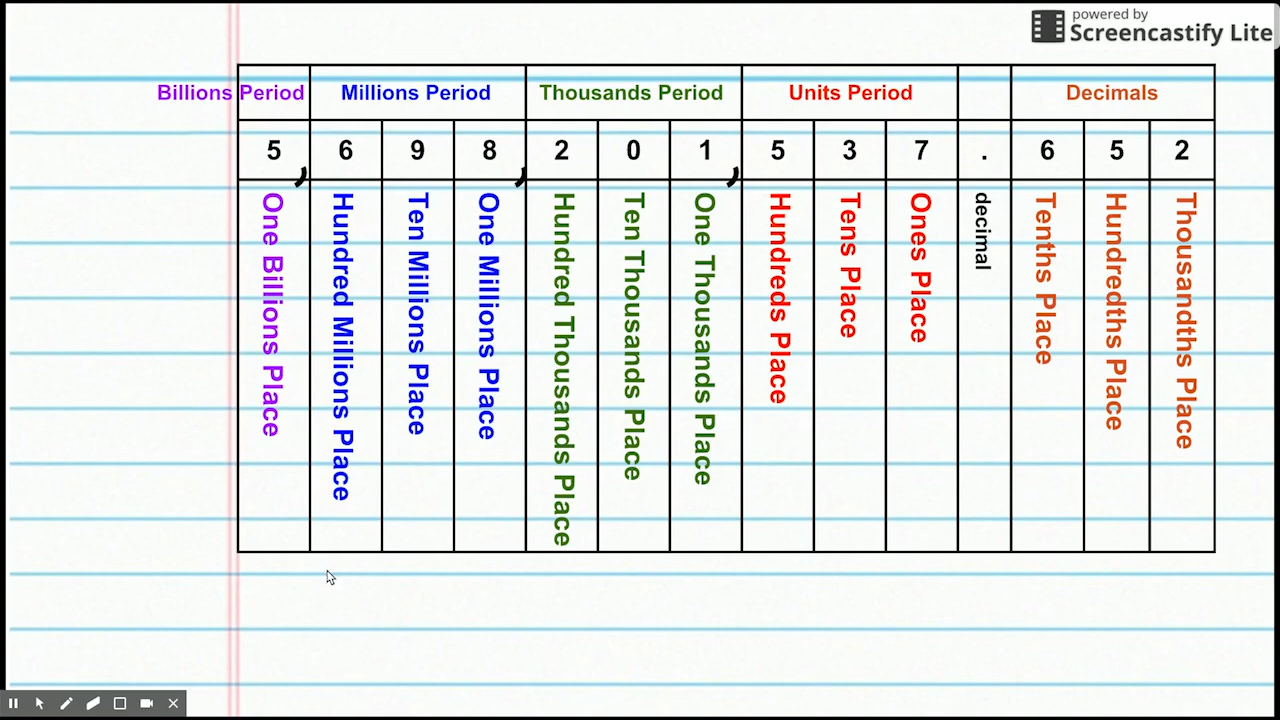 powered by
Screencastify Lite
Billions Period Millions Period Thousands Period Units Period Decimals
5, 6 9 8, 2 0 1, 5 3 7 . 6 5 2
One Billions Place
Hundred Millions Place
Ten Millions Place
One Millions Place
Hundred Thousands Place
Ten Thousands Place
One Thousands Place
Hundreds Place
Tens Place
Ones Place
decimal
Tenths Place
Hundredths Place
Thousandths Place